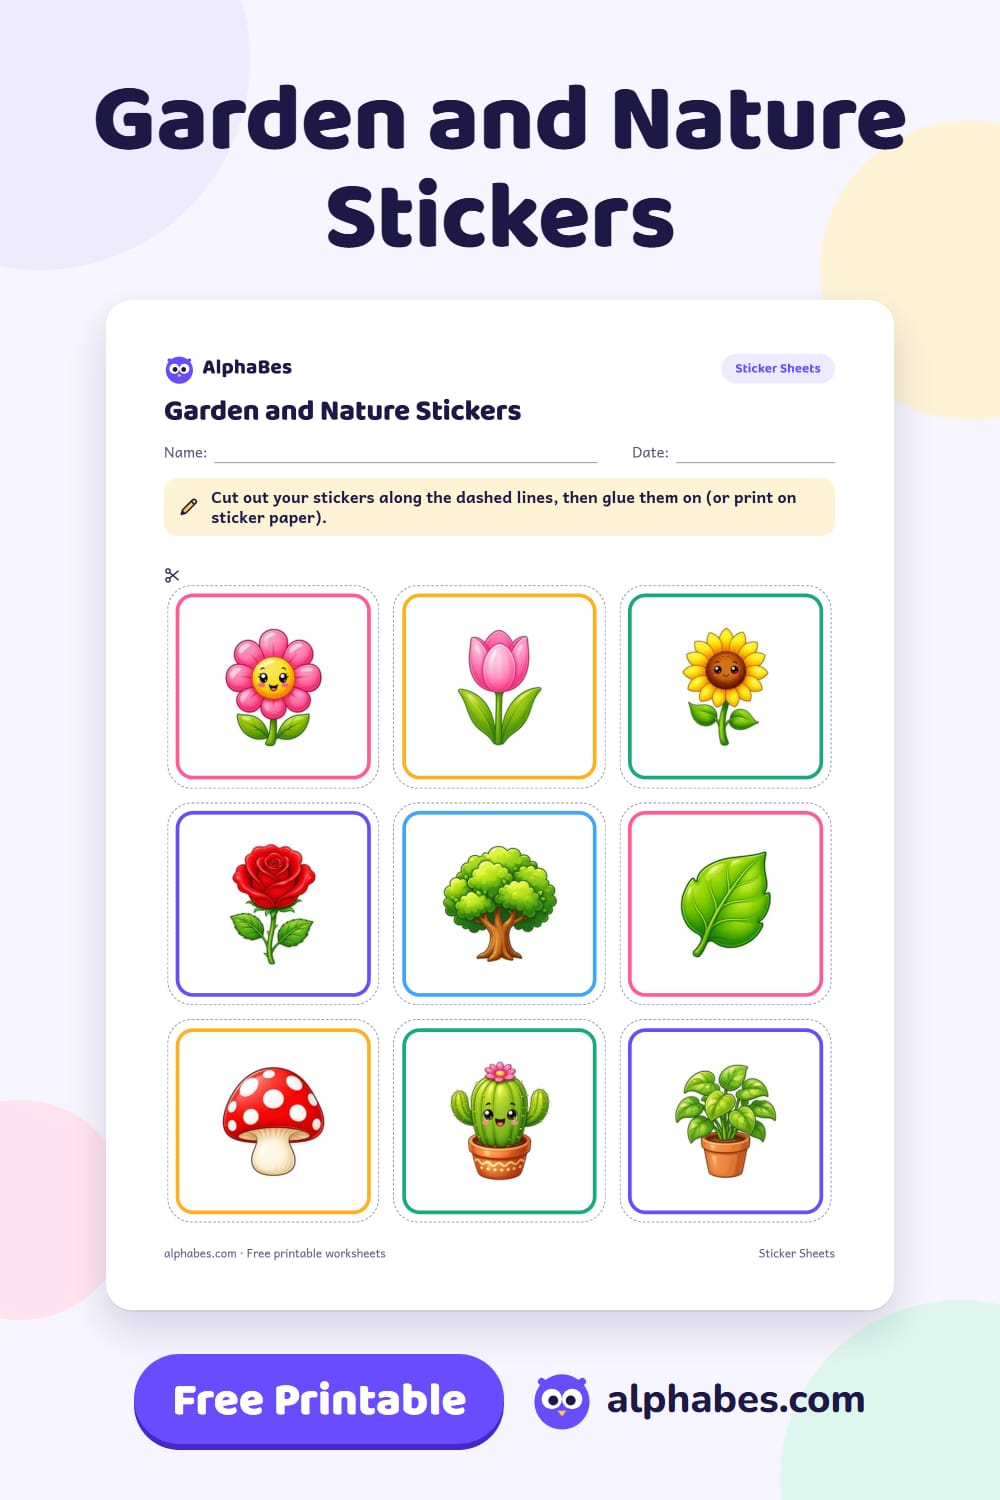 Garden and Nature
Stickers
AlphaBes
Sticker Sheets
Garden and Nature Stickers
Name:
Date:
Cut out your stickers along the dashed lines, then glue them on (or print on
sticker paper).
alphabes.com · Free printable worksheets
Sticker Sheets
Free Printable
alphabes.com